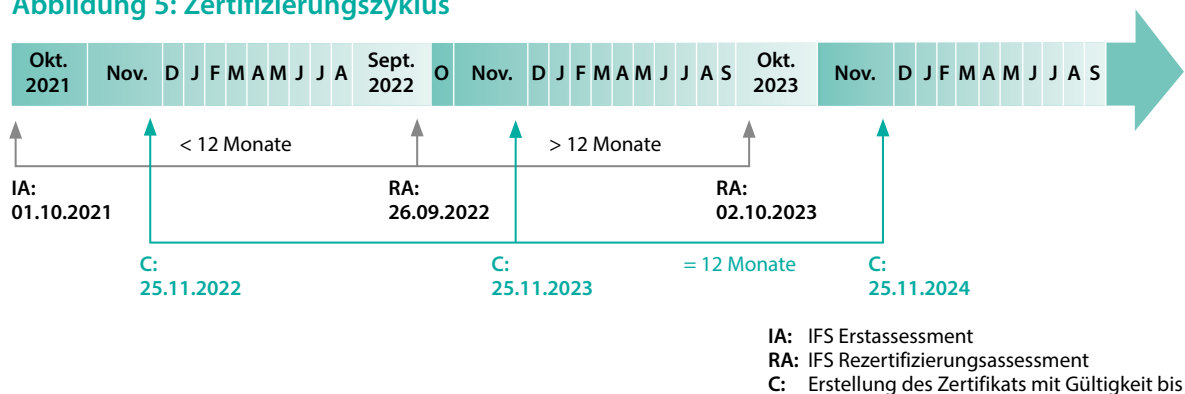 Abbildung 5: Zertifizierungszyklus
Okt. 2021 Nov. D J F M A M J J A Sept. 2022 O Nov. D J F M A M J J A S Okt. 2023 Nov. D J F M A M J J A S
< 12 Monate > 12 Monate
IA: RA: RA:
01.10.2021 26.09.2022 02.10.2023
C: C: = 12 Monate C:
25.11.2022 25.11.2023 25.11.2024
IA: IFS Erstassessment
RA: IFS Rezertifizierungsassessment
C: Erstellung des Zertifikats mit Gültigkeit bis